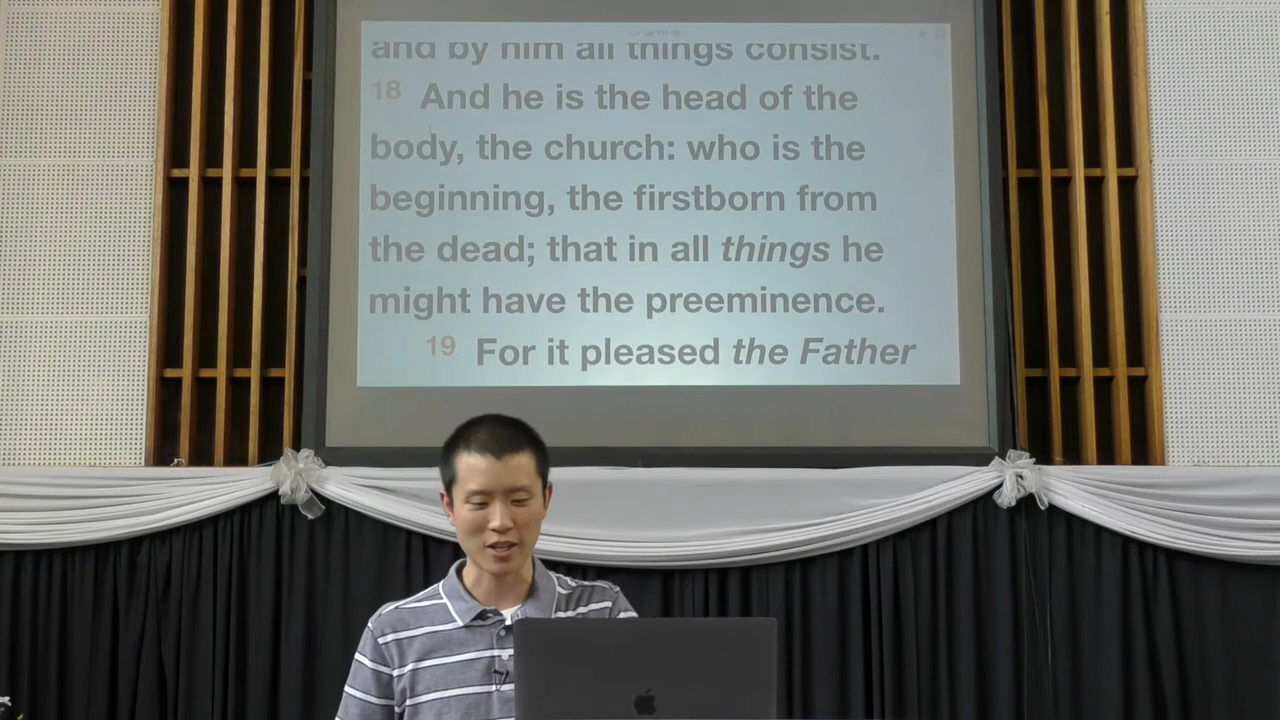 and by him all things consist.
18 And he is the head of the
body, the church: who is the
beginning, the firstborn from
the dead; that in all things he
might have the preeminence.
19 For it pleased the Father